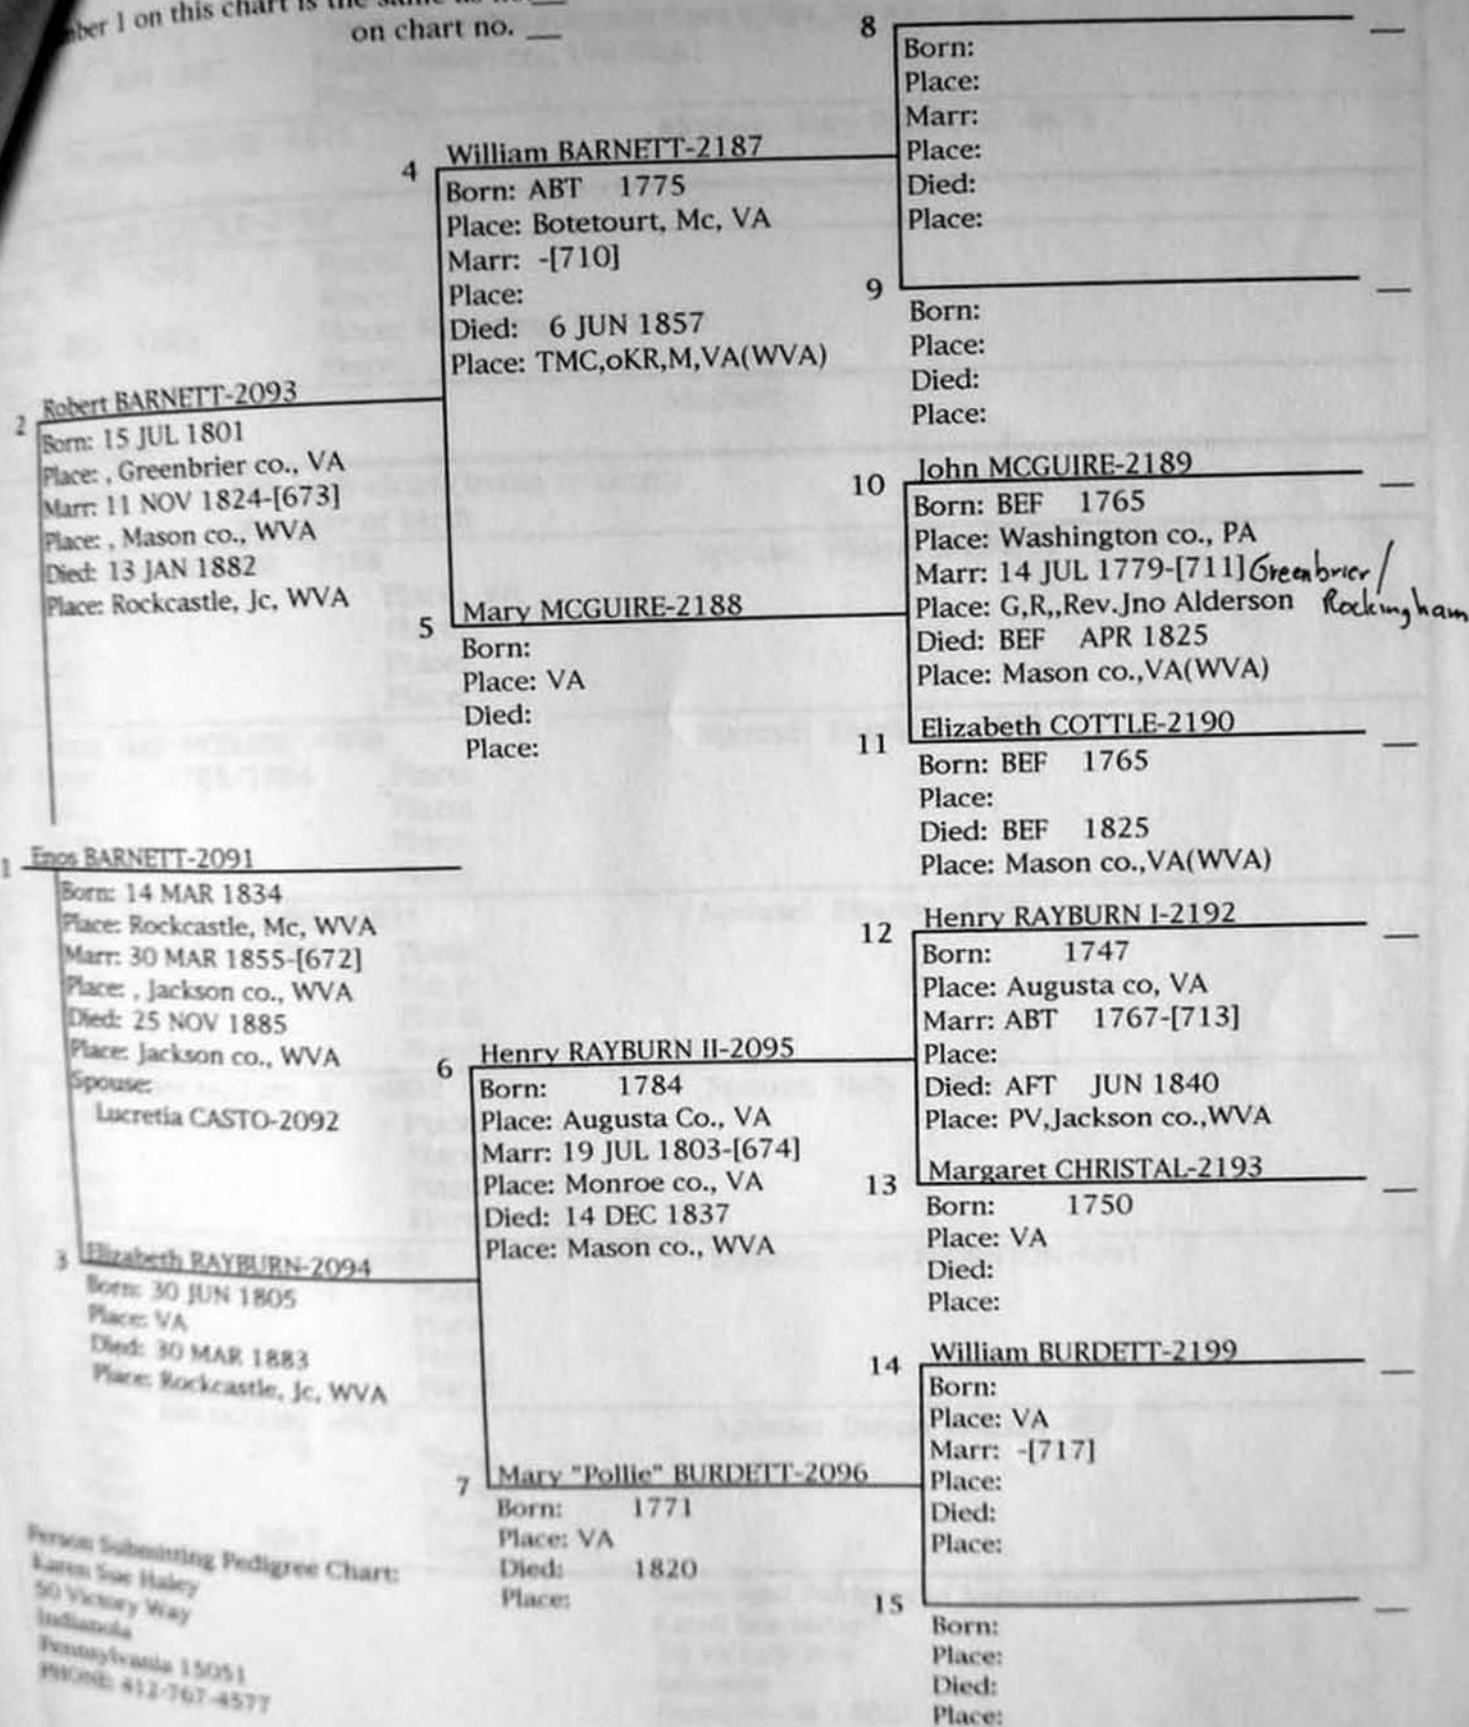 ber 1 on this chart is the same as no. __
on chart no. __
8
Born:
Place:
Marr:
Place:
Died:
Place:
4
William BARNETT-2187
Born: ABT 1775
Place: Botetourt, Mc, VA
Marr: -[710]
Place:
Died: 6 JUN 1857
Place: TMC,oKR,M,VA(WVA)
9
Born:
Place:
Died:
Place:
2
Robert BARNETT-2093
Born: 15 JUL 1801
Place: , Greenbrier co., VA
Marr: 11 NOV 1824-[673]
Place: , Mason co., WVA
Died: 13 JAN 1882
Place: Rockcastle, Jc, WVA
10
John MCGUIRE-2189
Born: BEF 1765
Place: Washington co., PA
Marr: 14 JUL 1779-[711] Greenbrier/
Place: G,R,,Rev.Jno Alderson Rockingham
Died: BEF APR 1825
Place: Mason co.,VA(WVA)
5
Mary MCGUIRE-2188
Born:
Place: VA
Died:
Place:
11
Elizabeth COTTLE-2190
Born: BEF 1765
Place:
Died: BEF 1825
Place: Mason co.,VA(WVA)
1
Enos BARNETT-2091
Born: 14 MAR 1834
Place: Rockcastle, Mc, WVA
Marr: 30 MAR 1855-[672]
Place: , Jackson co., WVA
Died: 25 NOV 1885
Place: Jackson co., WVA
Spouse:
Lucretia CASTO-2092
12
Henry RAYBURN I-2192
Born: 1747
Place: Augusta co, VA
Marr: ABT 1767-[713]
Place:
Died: AFT JUN 1840
Place: PV,Jackson co.,WVA
6
Henry RAYBURN II-2095
Born: 1784
Place: Augusta Co., VA
Marr: 19 JUL 1803-[674]
Place: Monroe co., VA
Died: 14 DEC 1837
Place: Mason co., WVA
13
Margaret CHRISTAL-2193
Born: 1750
Place: VA
Died:
Place:
3
Elizabeth RAYBURN-2094
Born: 30 JUN 1805
Place: VA
Died: 30 MAR 1883
Place: Rockcastle, Jc, WVA
14
William BURDETT-2199
Born:
Place: VA
Marr: -[717]
Place:
Died:
Place:
7
Mary "Pollie" BURDETT-2096
Born: 1771
Place: VA
Died: 1820
Place:
15
Born:
Place:
Died:
Place:
Person Submitting Pedigree Chart:
Karen Sue Haley
50 Victory Way
Indianola
Pennsylvania 15051
PHONE: 412-767-4577